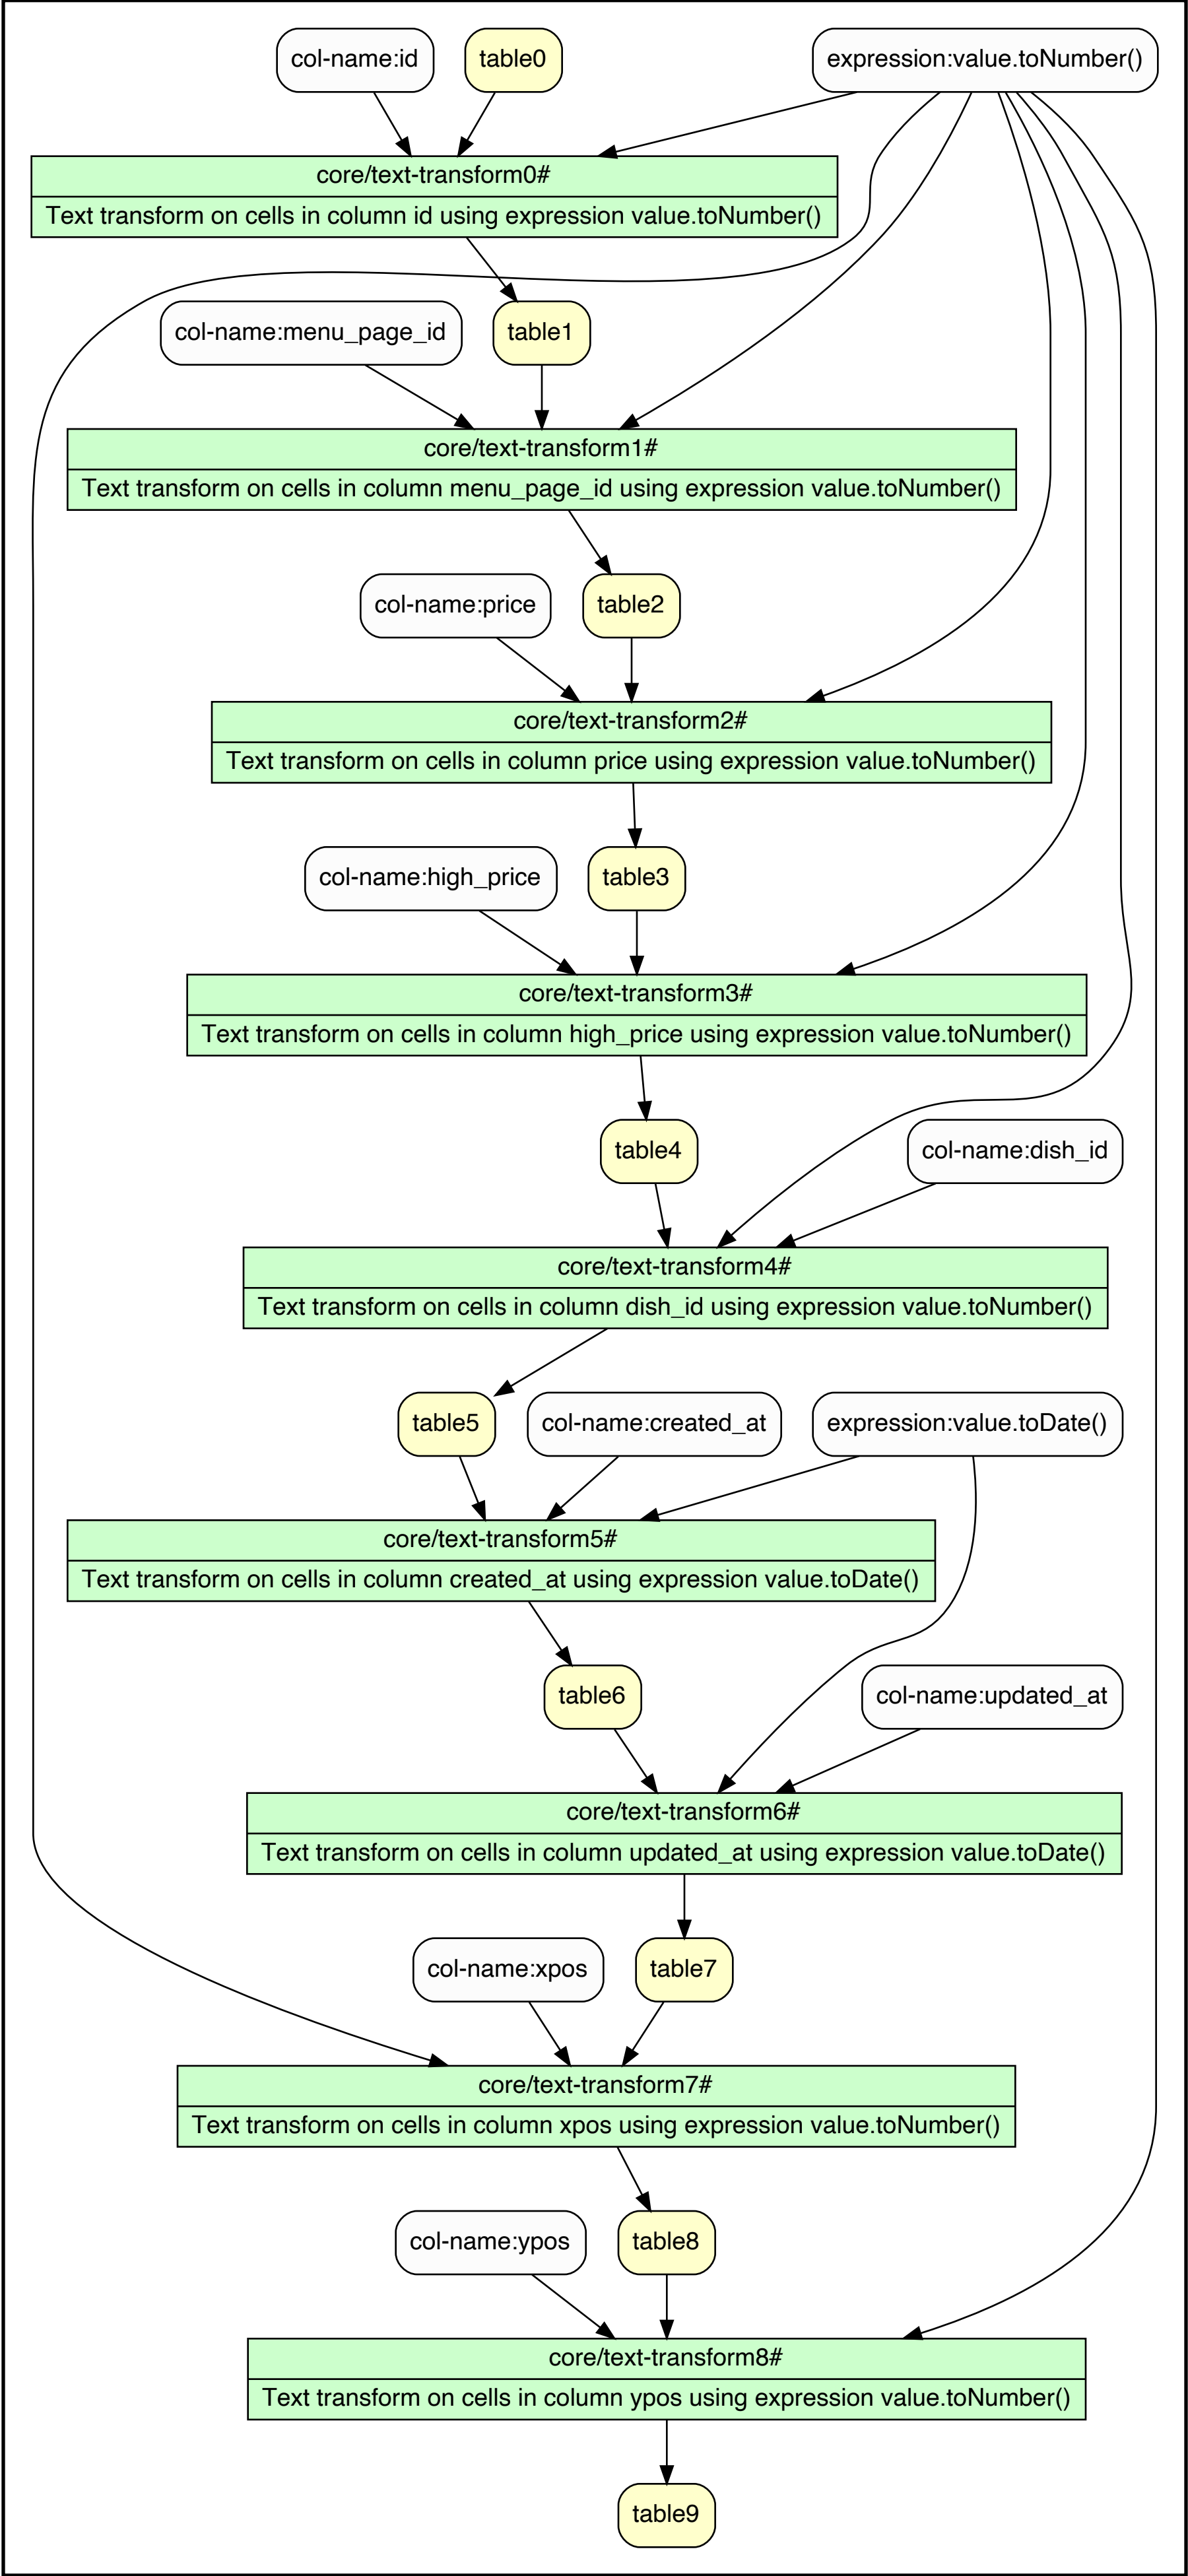 col-name:id
table0
expression:value.toNumber()
core/text-transform0#
Text transform on cells in column id using expression value.toNumber()
col-name:menu_page_id
table1
core/text-transform1#
Text transform on cells in column menu_page_id using expression value.toNumber()
col-name:price
table2
core/text-transform2#
Text transform on cells in column price using expression value.toNumber()
col-name:high_price
table3
core/text-transform3#
Text transform on cells in column high_price using expression value.toNumber()
table4
col-name:dish_id
core/text-transform4#
Text transform on cells in column dish_id using expression value.toNumber()
table5
col-name:created_at
expression:value.toDate()
core/text-transform5#
Text transform on cells in column created_at using expression value.toDate()
table6
col-name:updated_at
core/text-transform6#
Text transform on cells in column updated_at using expression value.toDate()
col-name:xpos
table7
core/text-transform7#
Text transform on cells in column xpos using expression value.toNumber()
col-name:ypos
table8
core/text-transform8#
Text transform on cells in column ypos using expression value.toNumber()
table9